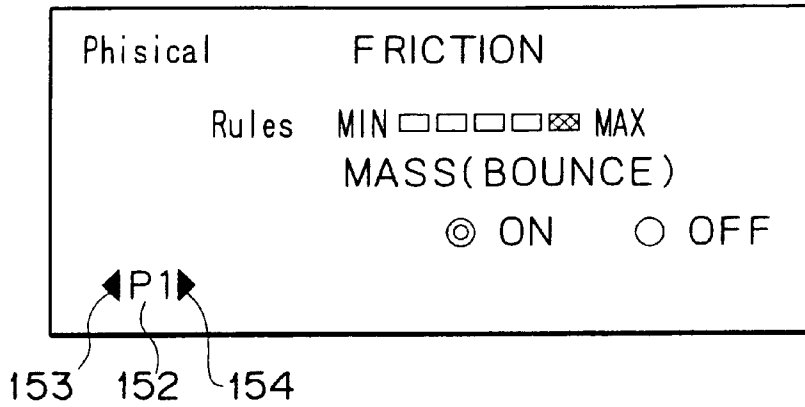 Phisical FRICTION
Rules MIN MAX
MASS(BOUNCE)
◎ ON ○ OFF
◀P1▶
153 152 154